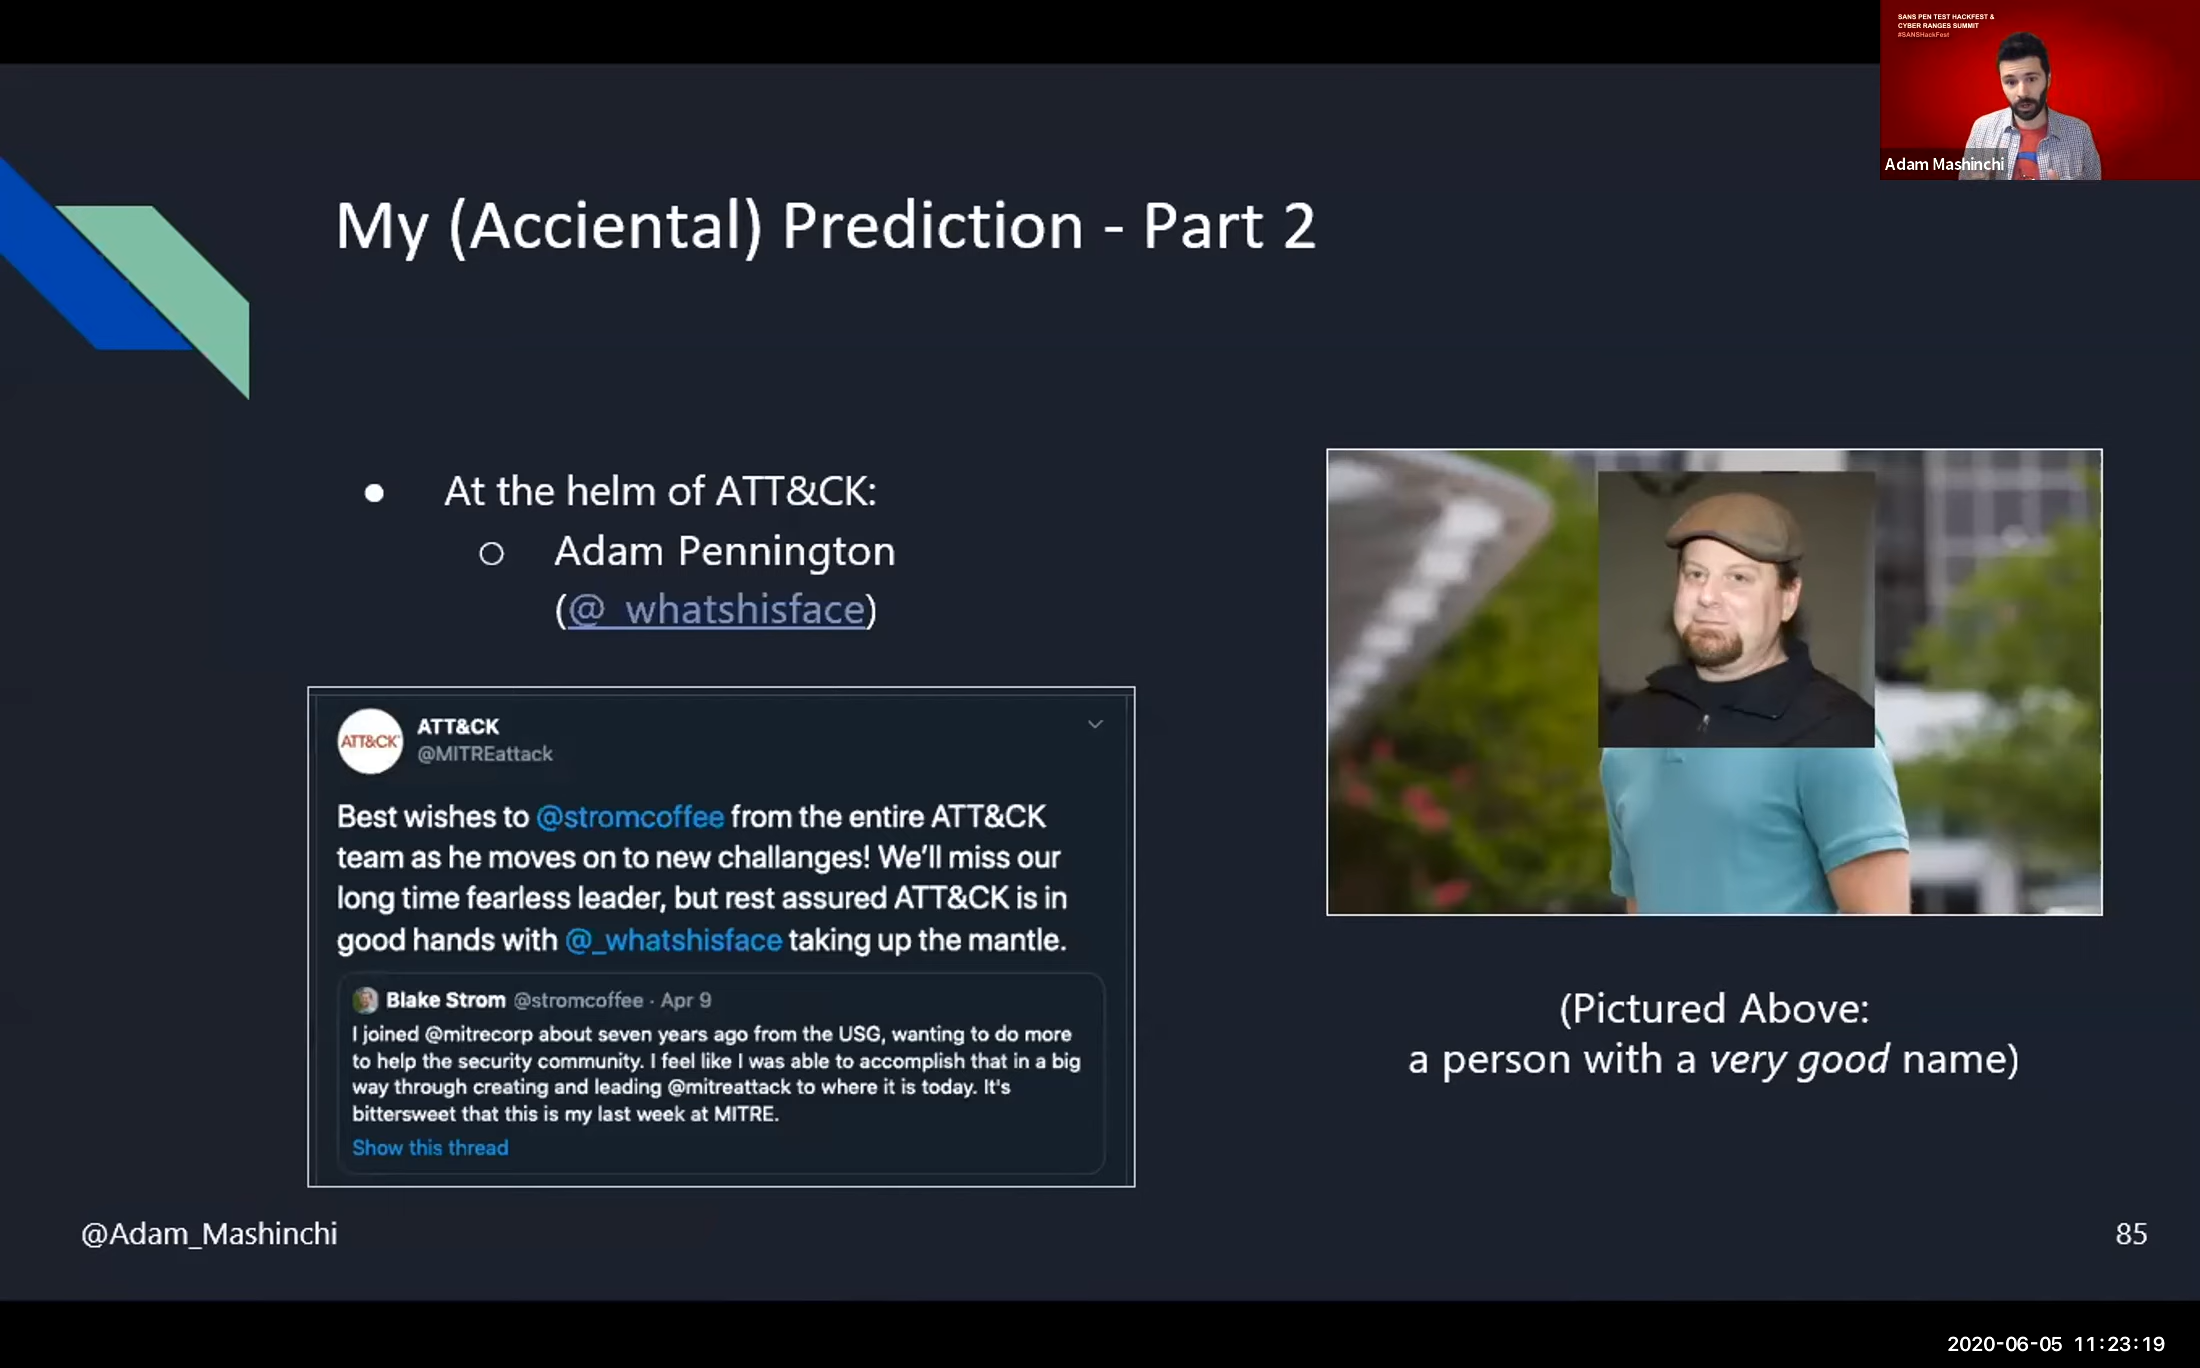 SANS PEN TEST HACKFEST &
CYBER RANGES SUMMIT
#SANSHackFest
Adam Mashinchi
My (Acciental) Prediction - Part 2
● At the helm of ATT&CK:
○ Adam Pennington
(@_whatshisface)
ATT&CK
ATT&CK
@MITREattack
Best wishes to @stromcoffee from the entire ATT&CK
team as he moves on to new challanges! We'll miss our
long time fearless leader, but rest assured ATT&CK is in
good hands with @_whatshisface taking up the mantle.
Blake Strom @stromcoffee · Apr 9
I joined @mitrecorp about seven years ago from the USG, wanting to do more
to help the security community. I feel like I was able to accomplish that in a big
way through creating and leading @mitreattack to where it is today. It's
bittersweet that this is my last week at MITRE.
Show this thread
(Pictured Above:
a person with a very good name)
@Adam_Mashinchi
85
2020-06-05 11:23:19